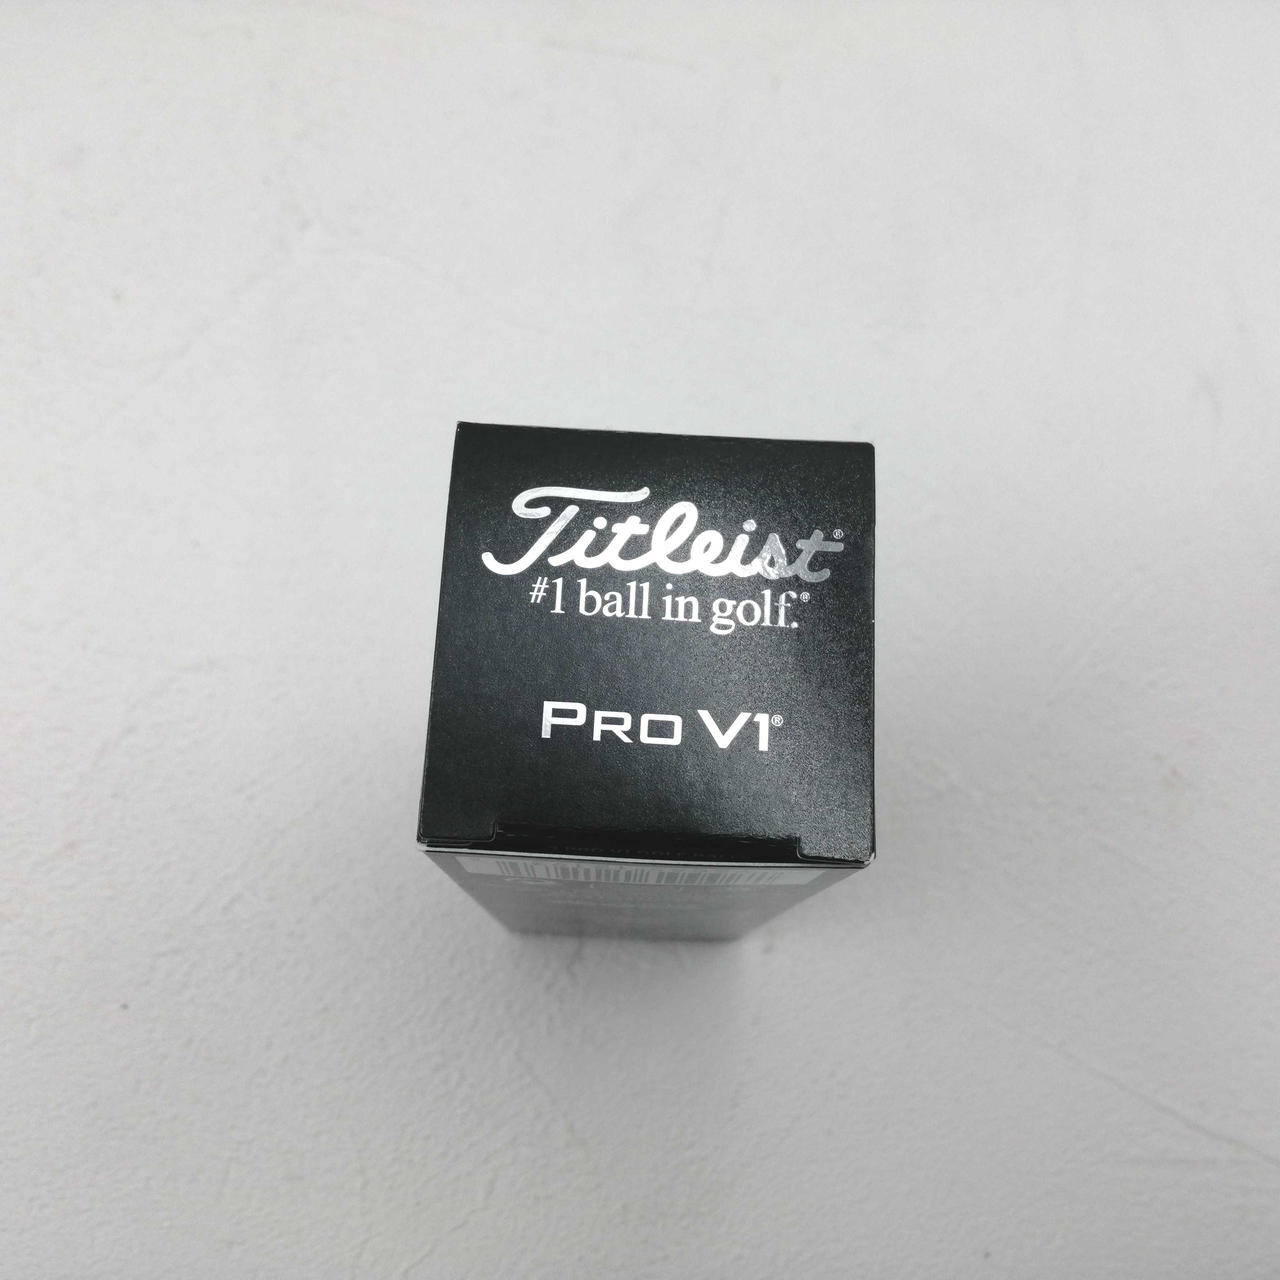 Titleist®
#1 ball in golf.®
PRO V1®